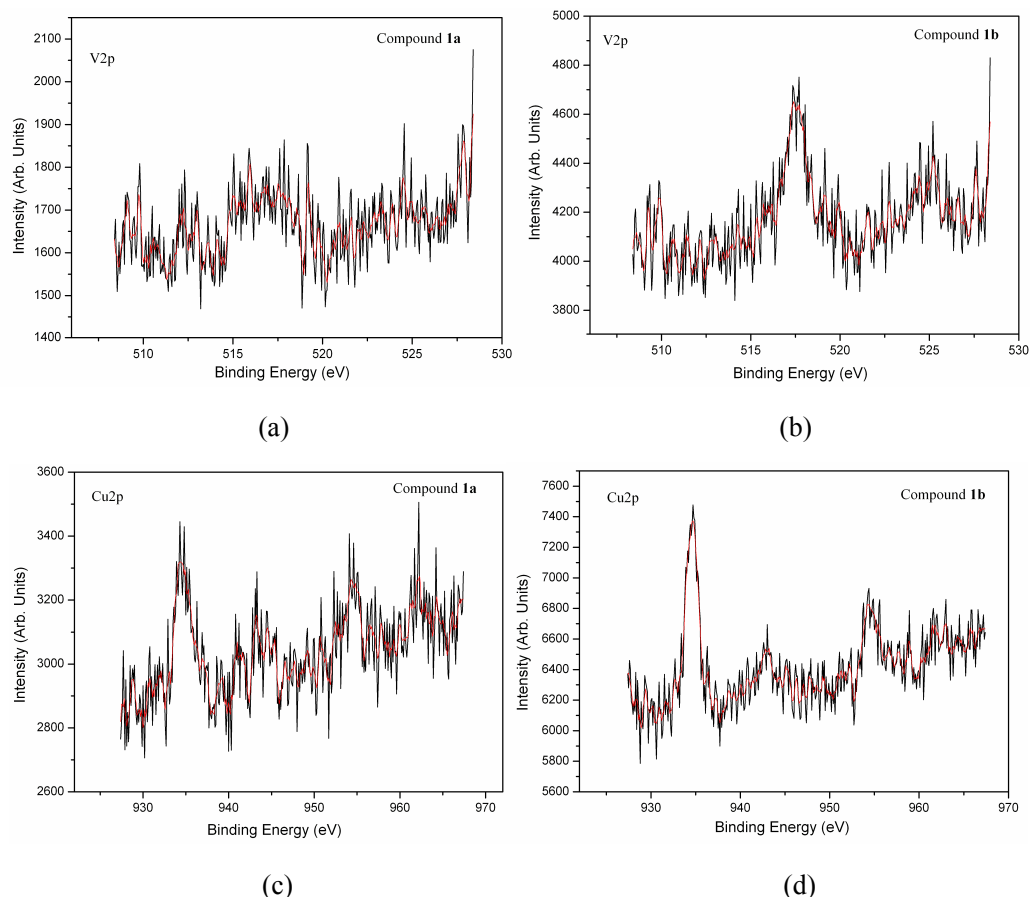 V2p
Compound 1a
2100
2000
1900
1800
1700
1600
1500
1400
510
515
520
525
530
Intensity (Arb. Units)
Binding Energy (eV)
(a)
V2p
Compound 1b
5000
4800
4600
4400
4200
4000
3800
510
515
520
525
530
Intensity (Arb. Units)
Binding Energy (eV)
(b)
Cu2p
Compound 1a
3600
3400
3200
3000
2800
2600
930
940
950
960
970
Intensity (Arb. Units)
Binding Energy (eV)
(c)
Cu2p
Compound 1b
7600
7400
7200
7000
6800
6600
6400
6200
6000
5800
5600
930
940
950
960
970
Intensity (Arb. Units)
Binding Energy (eV)
(d)